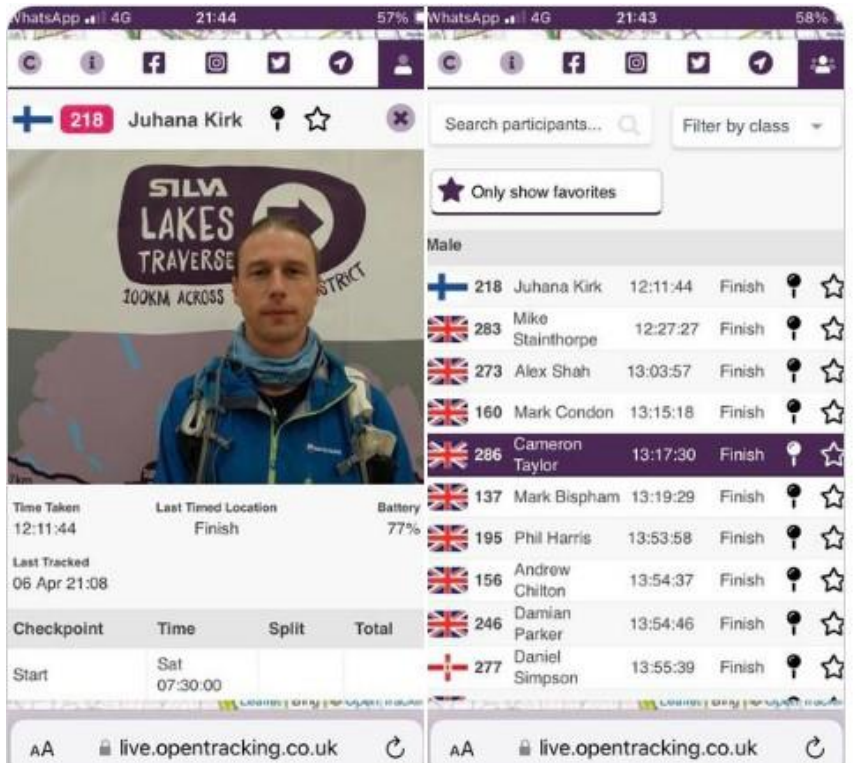 WhatsApp 4G 21:44 57%
218 Juhana Kirk
SILVA
LAKES
TRAVERSE
100KM ACROSS
Time Taken Last Timed Location Battery
12:11:44 Finish 77%
Last Tracked
06 Apr 21:08
Checkpoint Time Split Total
Start Sat 07:30:00
AA live.opentracking.co.uk
WhatsApp 4G 21:43 58%
Search participants... Filter by class
Only show favorites
Male
218 Juhana Kirk 12:11:44 Finish
283 Mike Stainthorpe 12:27:27 Finish
273 Alex Shah 13:03:57 Finish
160 Mark Condon 13:15:18 Finish
286 Cameron Taylor 13:17:30 Finish
137 Mark Bispham 13:19:29 Finish
195 Phil Harris 13:53:58 Finish
156 Andrew Chilton 13:54:37 Finish
246 Damian Parker 13:54:46 Finish
277 Daniel Simpson 13:55:39 Finish
AA live.opentracking.co.uk